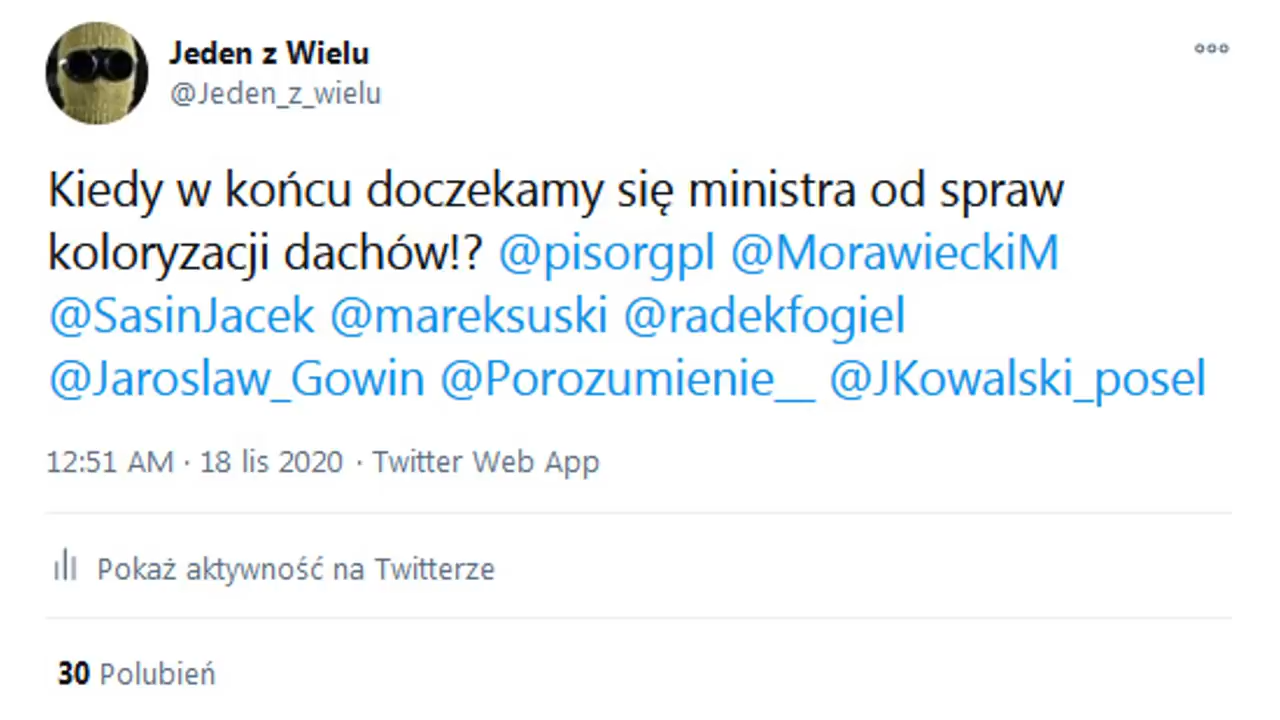 Jeden z Wielu
@Jeden_z_wielu
Kiedy w końcu doczekamy się ministra od spraw
koloryzacji dachów!? @pisorgpl @MorawieckiM
@SasinJacek @mareksuski @radekfogiel
@Jaroslaw_Gowin @Porozumienie__ @JKowalski_posel
12:51 AM · 18 lis 2020 · Twitter Web App
Pokaż aktywność na Twitterze
30 Polubień